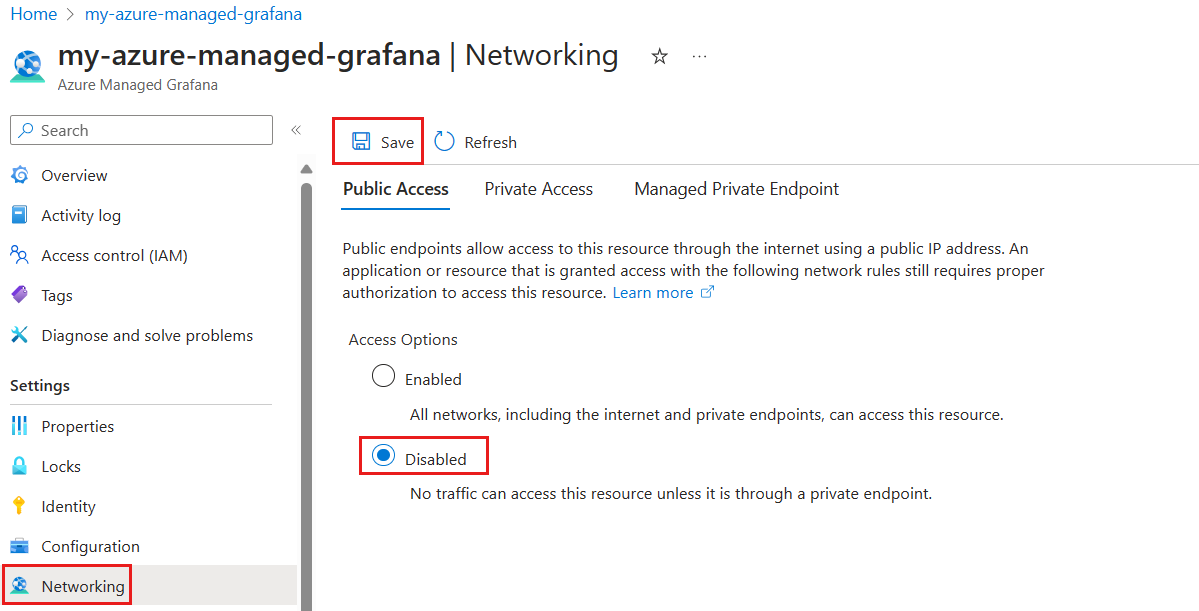 Home > my-azure-managed-grafana
my-azure-managed-grafana | Networking ☆ ...
Azure Managed Grafana
Search «
Save Refresh
Overview
Activity log
Access control (IAM)
Tags
Diagnose and solve problems
Settings
Properties
Locks
Identity
Configuration
Networking
Public Access Private Access Managed Private Endpoint
Public endpoints allow access to this resource through the internet using a public IP address. An
application or resource that is granted access with the following network rules still requires proper
authorization to access this resource. Learn more
Access Options
Enabled
All networks, including the internet and private endpoints, can access this resource.
Disabled
No traffic can access this resource unless it is through a private endpoint.